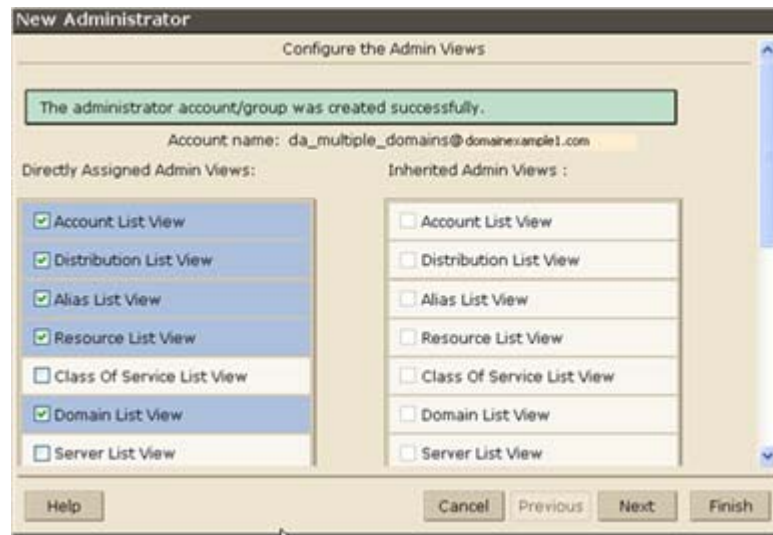 New Administrator
Configure the Admin Views
The administrator account/group was created successfully.
Account name: da_multiple_domains@domainexample1.com
Directly Assigned Admin Views:
Inherited Admin Views :
Account List View
Distribution List View
Alias List View
Resource List View
Class Of Service List View
Domain List View
Server List View
Account List View
Distribution List View
Alias List View
Resource List View
Class Of Service List View
Domain List View
Server List View
Help
Cancel
Previous
Next
Finish